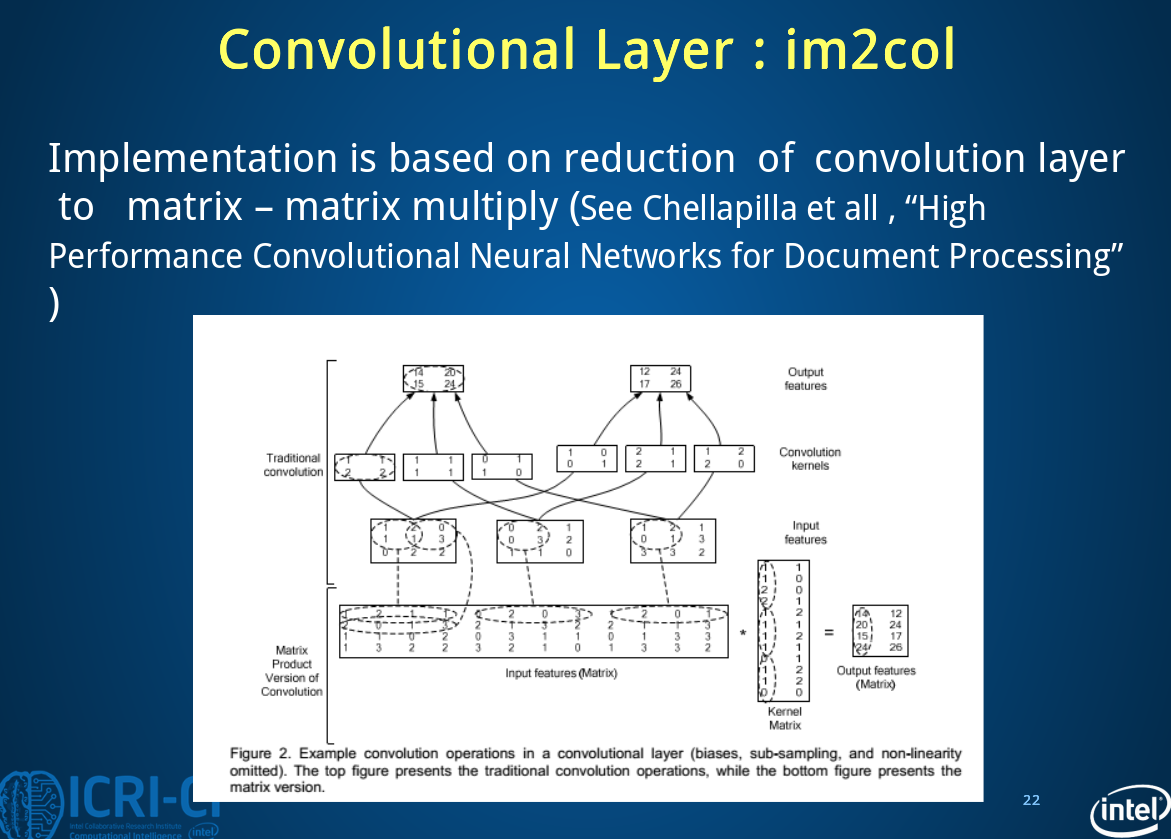 Convolutional Layer : im2col
Implementation is based on reduction of convolution layer
to matrix – matrix multiply (See Chellapilla et all , “High
Performance Convolutional Neural Networks for Document Processing”
)
14 20
15 24
12 24
17 26
Output
features
Traditional
convolution
1 1
2 2
1 1
1 1
0 1
1 0
1 0
0 1
2 1
2 1
1 2
2 0
Convolution
kernels
1 2 0
1 1 3
0 2 2
0 2 1
0 3 2
1 1 0
1 2 1
0 1 3
3 3 2
Input
features
Matrix
Product
Version of
Convolution
1 2 1 1 0 2 0 3 1 2 0 1
2 0 1 3 2 1 3 2 2 1 1 3
1 1 0 2 0 3 1 1 0 1 3 3
1 3 2 2 3 2 1 0 1 3 3 2
Input features (Matrix)
*
1 1
1 0
2 0
2 1
1 2
1 1
1 2
1 1
0 1
1 2
1 2
0 0
Kernel
Matrix
=
14 12
20 24
15 17
24 26
Output features
(Matrix)
Figure 2. Example convolution operations in a convolutional layer (biases, sub-sampling, and non-linearity
omitted). The top figure presents the traditional convolution operations, while the bottom figure presents the
matrix version.
ICRI-CI
Intel Collaborative Research Institute
Computational Intelligence (intel)
22
(intel)